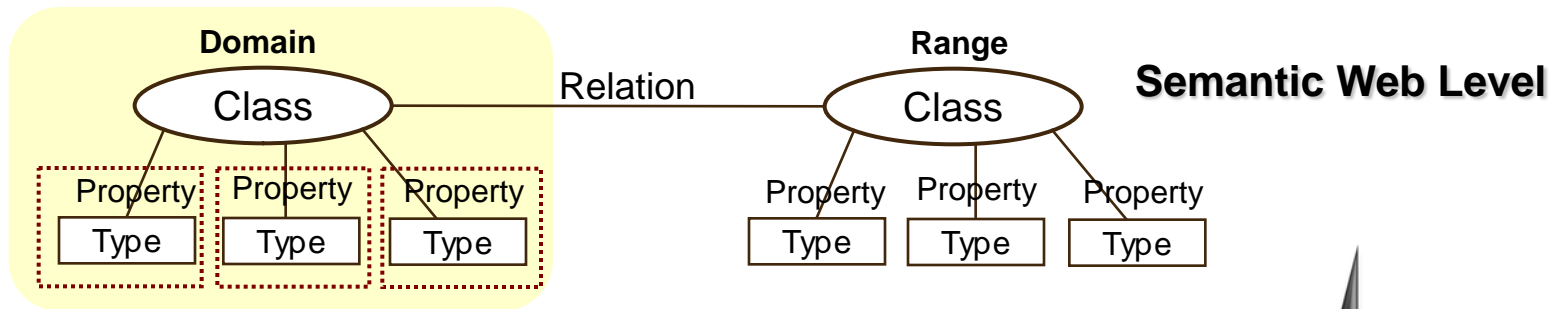 Domain
Range
Semantic Web Level
Class
Relation
Class
Property
Property
Property
Property
Property
Property
Type
Type
Type
Type
Type
Type